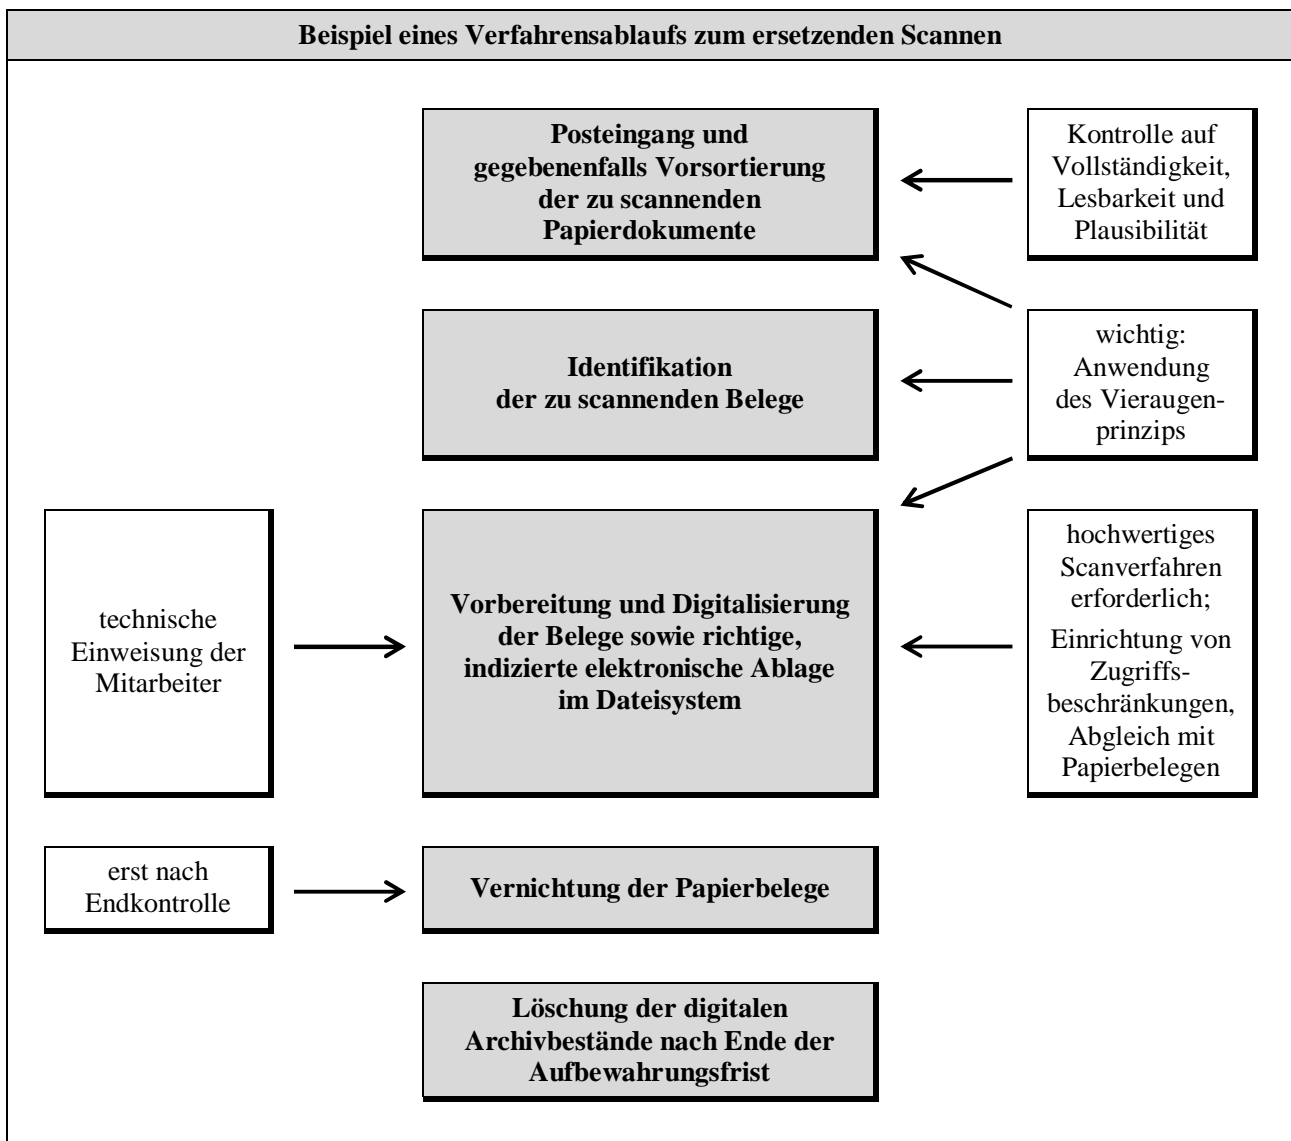 Beispiel eines Verfahrensablaufs zum ersetzenden Scannen
Posteingang und
gegebenenfalls Vorsortierung
der zu scannenden
Papierdokumente
Kontrolle auf
Vollständigkeit,
Lesbarkeit und
Plausibilität
Identifikation
der zu scannenden Belege
wichtig:
Anwendung
des Vieraugen-
prinzips
technische
Einweisung der
Mitarbeiter
Vorbereitung und Digitalisierung
der Belege sowie richtige,
indizierte elektronische Ablage
im Dateisystem
hochwertiges
Scanverfahren
erforderlich;
Einrichtung von
Zugriffs-
beschränkungen,
Abgleich mit
Papierbelegen
erst nach
Endkontrolle
Vernichtung der Papierbelege
Löschung der digitalen
Archivbestände nach Ende der
Aufbewahrungsfrist